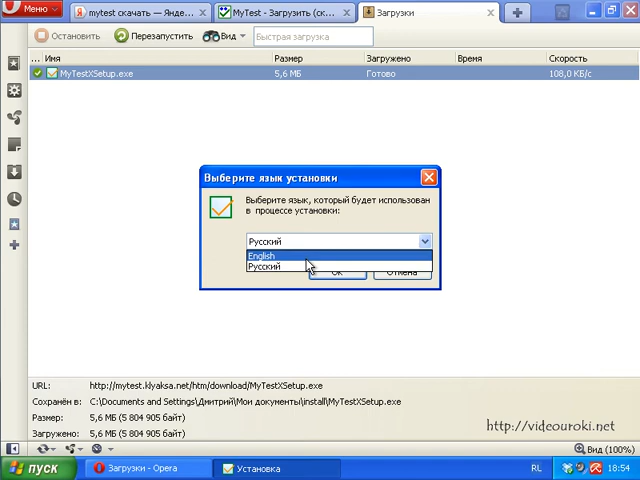 Меню
mytest скачать — Янде...
MyTest - Загрузить (ск...
Загрузки
Остановить
Перезапустить
Вид
Быстрая загрузка
... Имя Размер Загружено Время Скорость
MyTestXSetup.exe 5,6 МБ Готово 108,0 КБ/с
Выберите язык установки
Выберите язык, который будет использован
в процессе установки:
Русский
English
Русский
ОК
Отмена
URL: http://mytest.klyaksa.net/htm/download/MyTestXSetup.exe
Сохранён в: C:\Documents and Settings\Дмитрий\Мои документы\install\MyTestXSetup.exe
Размер: 5,6 МБ (5 804 905 байт)
Загружено: 5,6 МБ (5 804 905 байт)
http://videouroki.net
Вид (100%)
пуск
Загрузки - Opera
Установка
RL
18:54